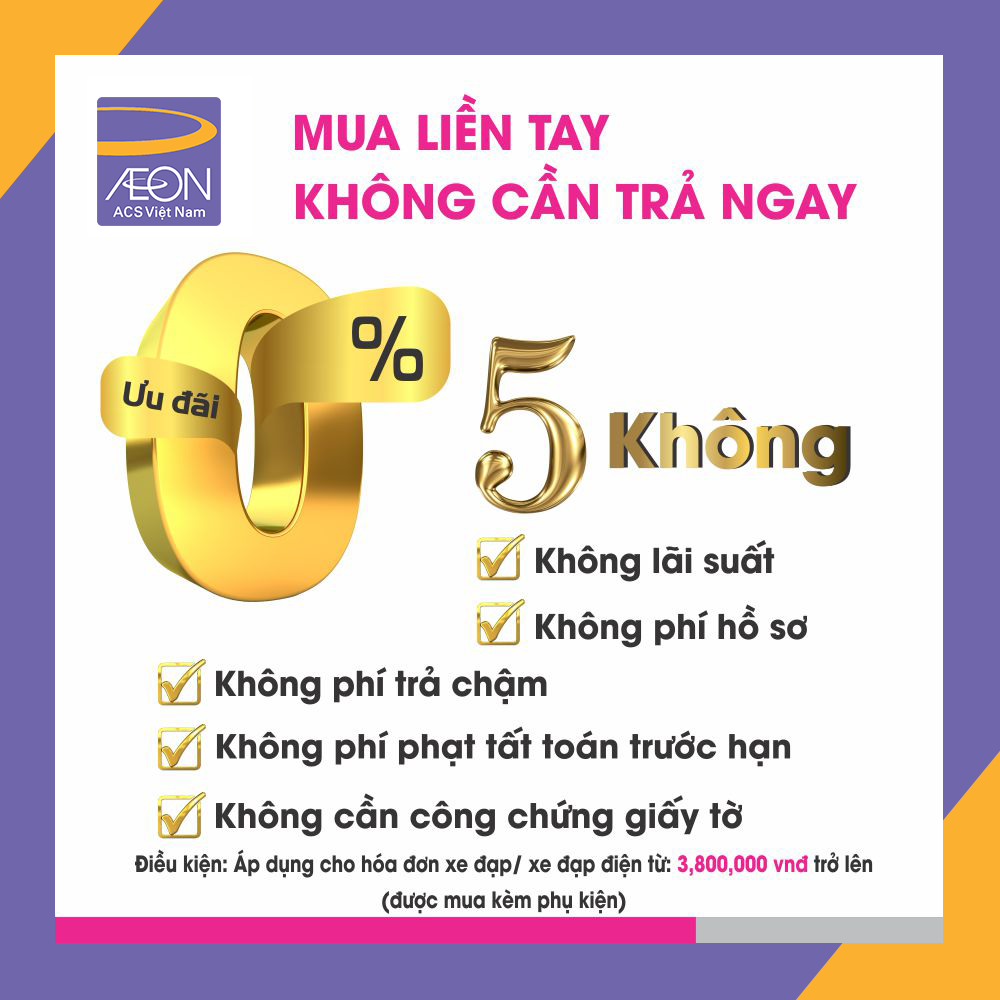 ÆON
ACS Việt Nam
MUA LIỀN TAY
KHÔNG CẦN TRẢ NGAY
Ưu đãi
0
%
5 Không
Không lãi suất
Không phí hồ sơ
Không phí trả chậm
Không phí phạt tất toán trước hạn
Không cần công chứng giấy tờ
Điều kiện: Áp dụng cho hóa đơn xe đạp/ xe đạp điện từ: 3,800,000 vnđ trở lên
(được mua kèm phụ kiện)